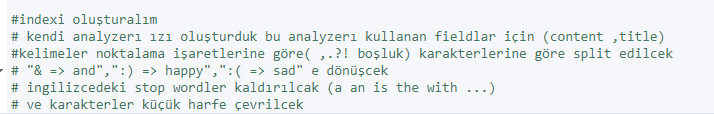 #indexi oluşturalım
# kendi analyzerı ızı oluşturduk bu analyzerı kullanan fieldlar için (content ,title)
#kelimeler noktalama işaretlerine göre( ,.?! boşluk) karakterlerine göre split edilcek
# "& => and",":) => happy",":( => sad" e dönüşcek
# ingilizcedeki stop wordler kaldırılcak (a an is the with ...)
# ve karakterler küçük harfe çevrilcek